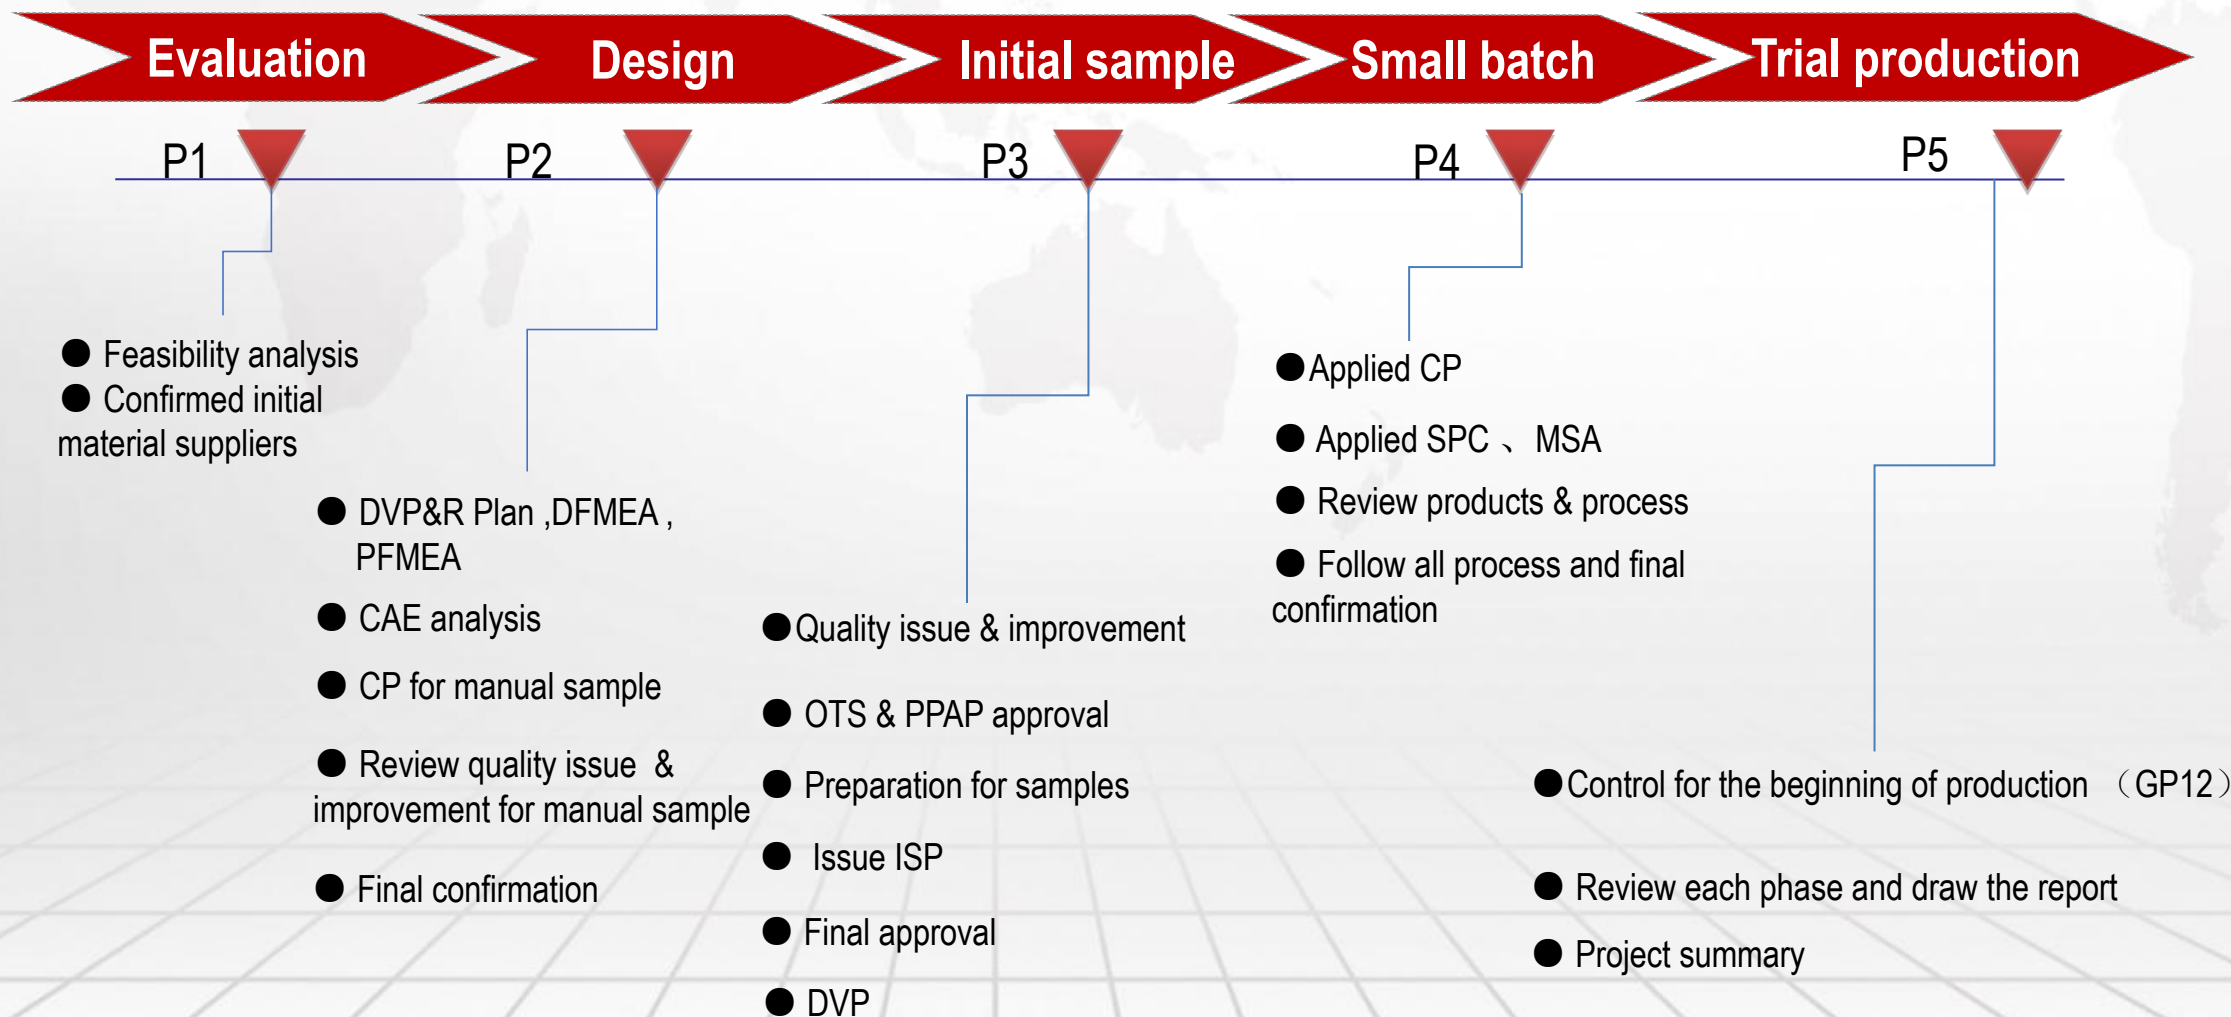 Evaluation
Design
Initial sample
Small batch
Trial production
P1
P2
P3
P4
P5
● Feasibility analysis
● Confirmed initial
material suppliers
● DVP&R Plan ,DFMEA ,
PFMEA
● CAE analysis
● CP for manual sample
● Review quality issue &
improvement for manual sample
● Final confirmation
●Quality issue & improvement
● OTS & PPAP approval
● Preparation for samples
● Issue ISP
● Final approval
● DVP
●Applied CP
● Applied SPC 、MSA
● Review products & process
● Follow all process and final
confirmation
●Control for the beginning of production （GP12）
● Review each phase and draw the report
● Project summary